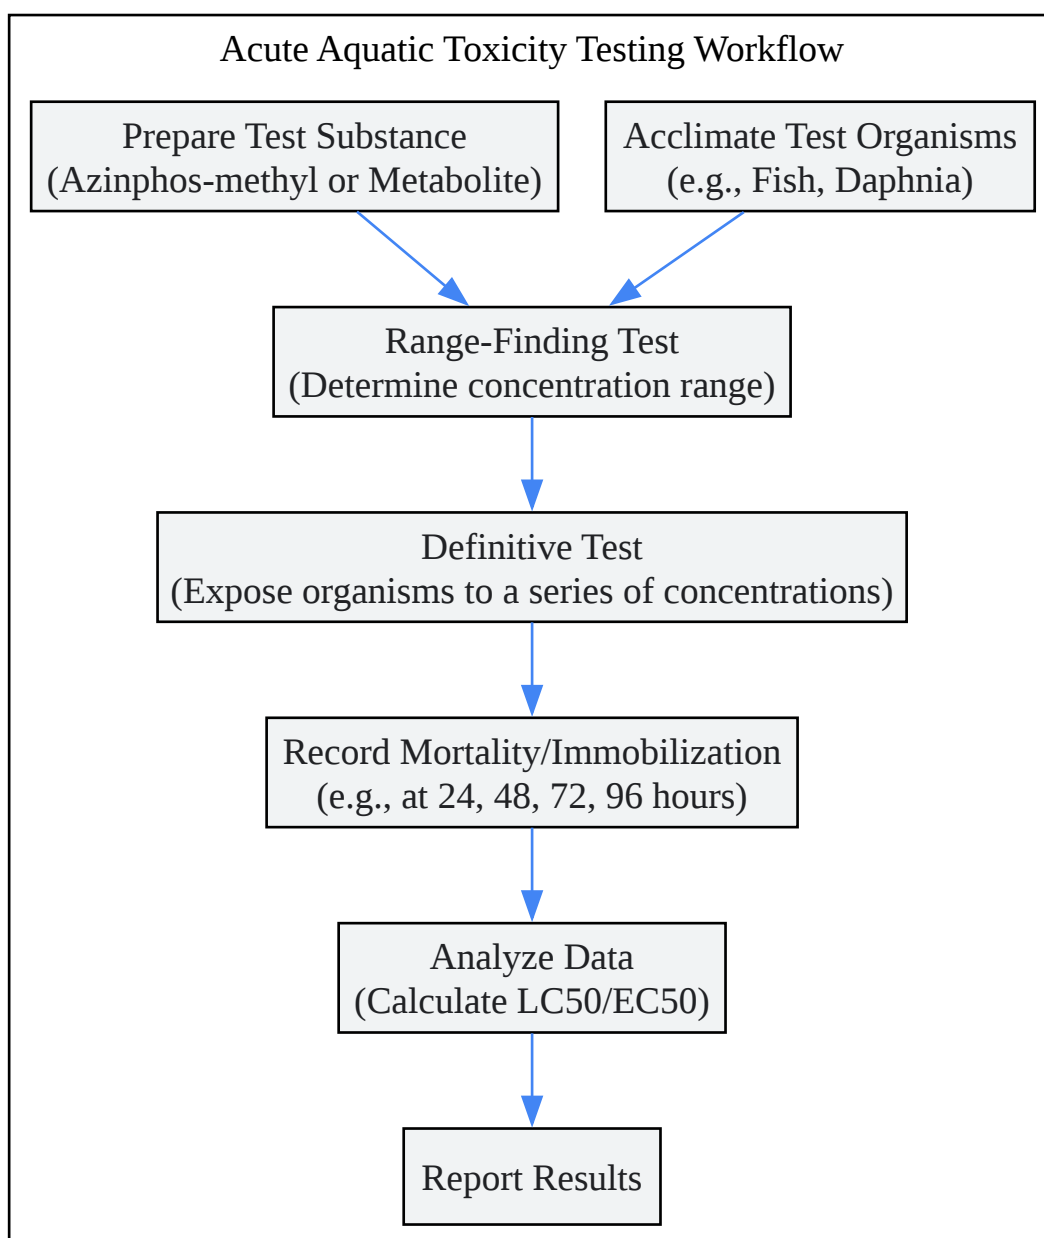 Acute Aquatic Toxicity Testing Workflow
Prepare Test Substance
(Azinphos-methyl or Metabolite)
Acclimate Test Organisms
(e.g., Fish, Daphnia)
Range-Finding Test
(Determine concentration range)
Definitive Test
(Expose organisms to a series of concentrations)
Record Mortality/Immobilization
(e.g., at 24, 48, 72, 96 hours)
Analyze Data
(Calculate LC50/EC50)
Report Results